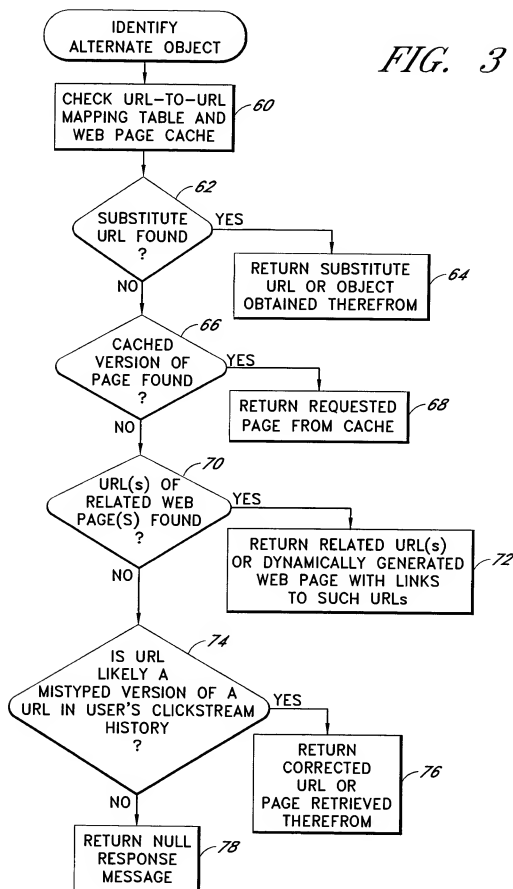 IDENTIFY
ALTERNATE OBJECT
FIG. 3
CHECK URL-TO-URL
MAPPING TABLE AND
WEB PAGE CACHE
60
62
SUBSTITUTE
URL FOUND
?
YES
NO
RETURN SUBSTITUTE
URL OR OBJECT
OBTAINED THEREFROM
64
66
CACHED
VERSION OF
PAGE FOUND
?
YES
NO
RETURN REQUESTED
PAGE FROM CACHE
68
70
URL(s) OF
RELATED WEB
PAGE(S) FOUND
?
YES
NO
RETURN RELATED URL(s)
OR DYNAMICALLY GENERATED
WEB PAGE WITH LINKS
TO SUCH URLs
72
74
IS URL
LIKELY A
MISTYPED VERSION OF A
URL IN USER'S CLICKSTREAM
HISTORY
?
YES
NO
RETURN
CORRECTED
URL OR
PAGE RETRIEVED
THEREFROM
76
RETURN NULL
RESPONSE
MESSAGE
78